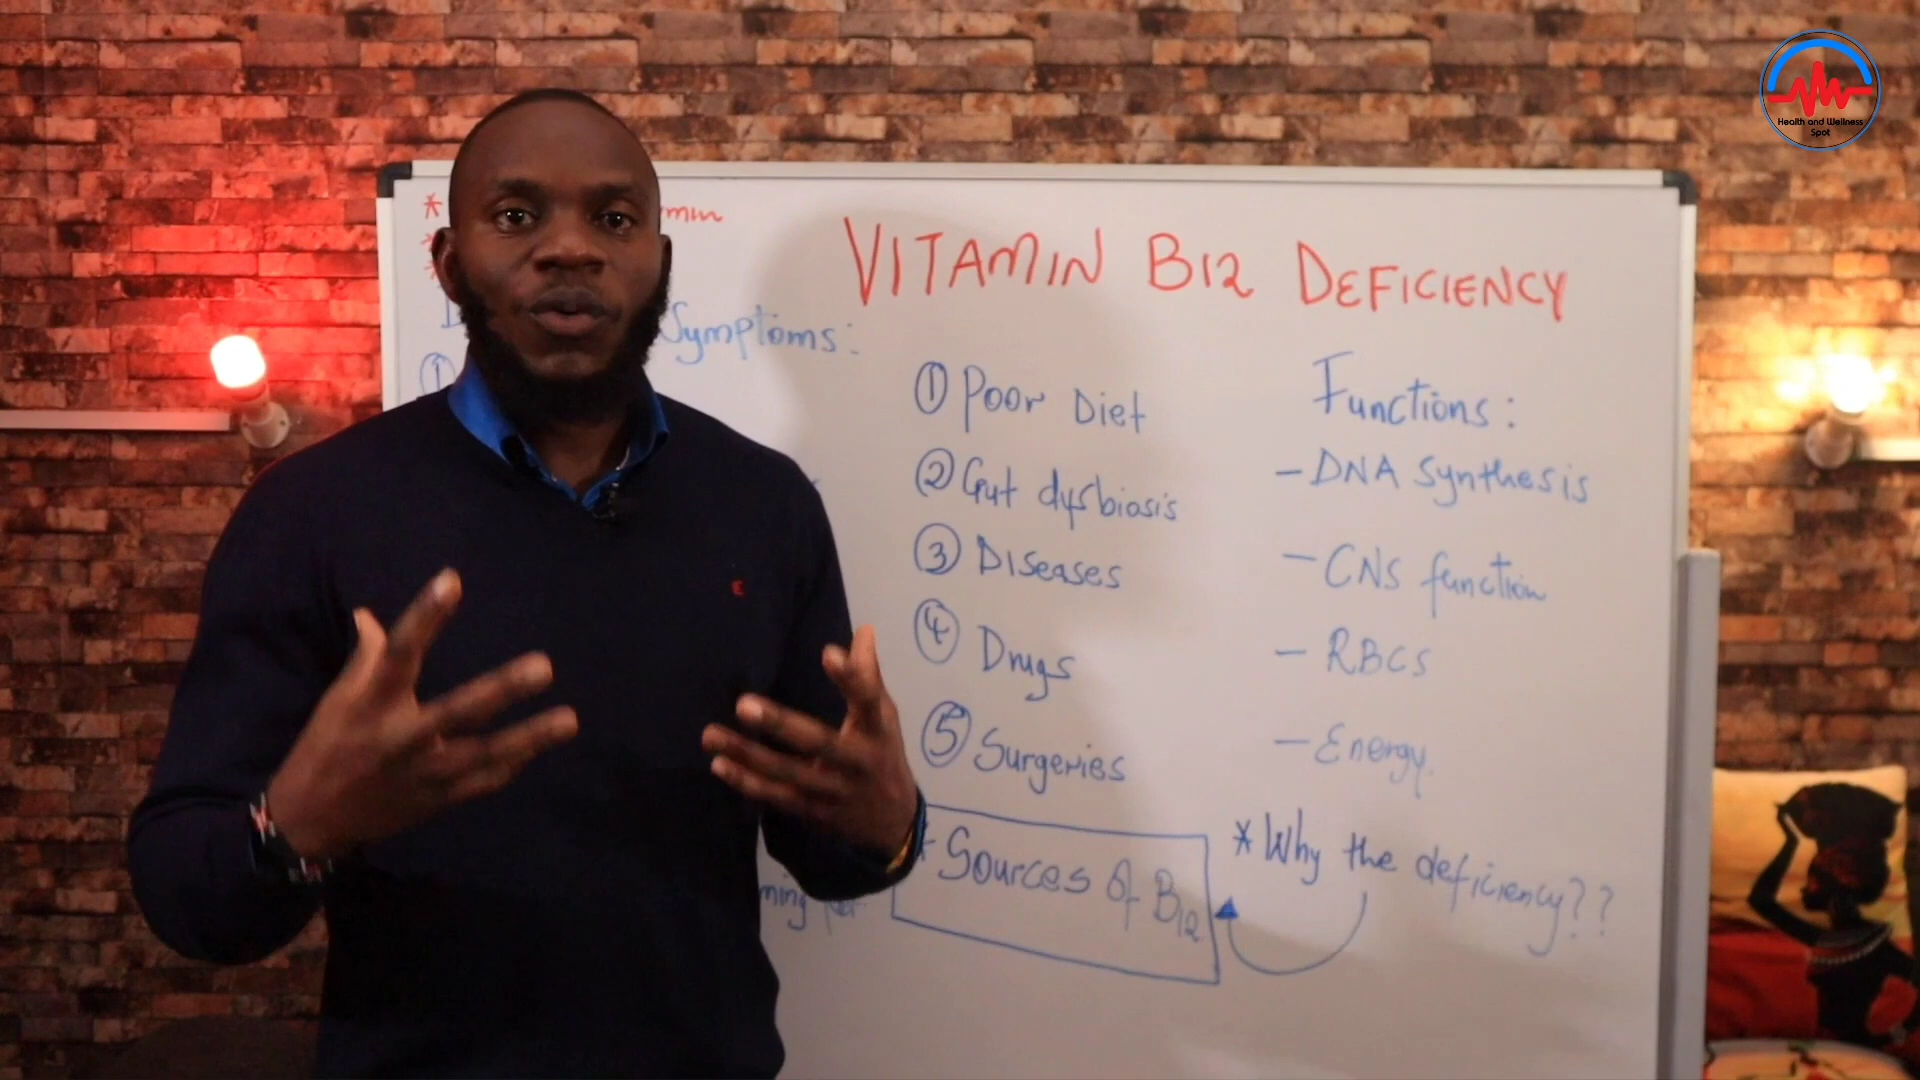 Health and Wellness
Spot
*
VITAMIN B12 DEFICIENCY
Symptoms:
①
① Poor Diet
② Gut dysbiosis
③ Diseases
④ Drugs
⑤ Surgeries
Functions:
- DNA synthesis
- CNS function
- RBCs
- Energy.
* Why the deficiency??
Sources of B12
E